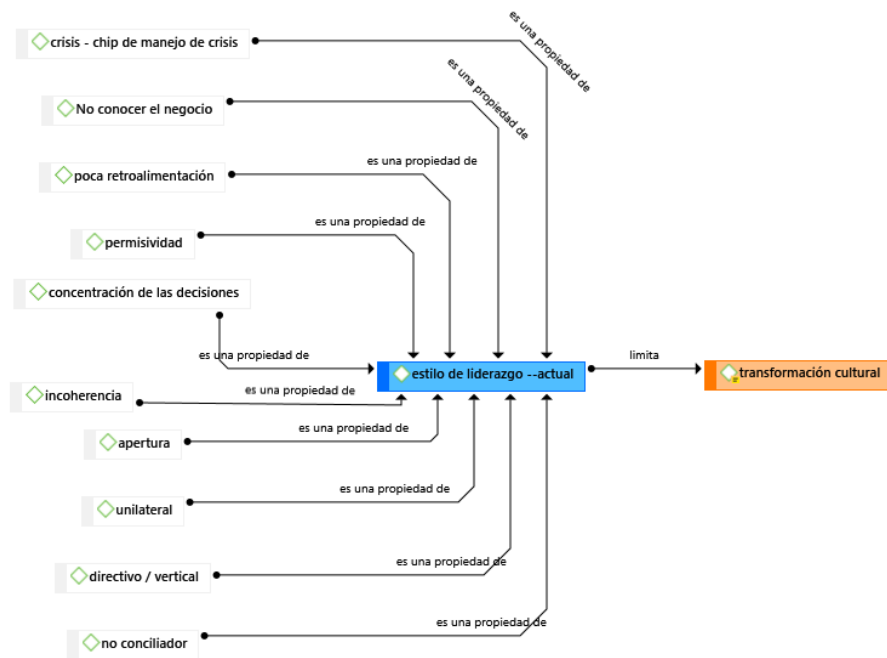 crisis - chip de manejo de crisis
es una propiedad de
No conocer el negocio
es una propiedad de
poca retroalimentación
es una propiedad de
permisividad
es una propiedad de
concentración de las decisiones
es una propiedad de
estilo de liderazgo --actual
limita
transformación cultural
incoherencia
es una propiedad de
apertura
es una propiedad de
unilateral
es una propiedad de
directivo / vertical
es una propiedad de
no conciliador
es una propiedad de